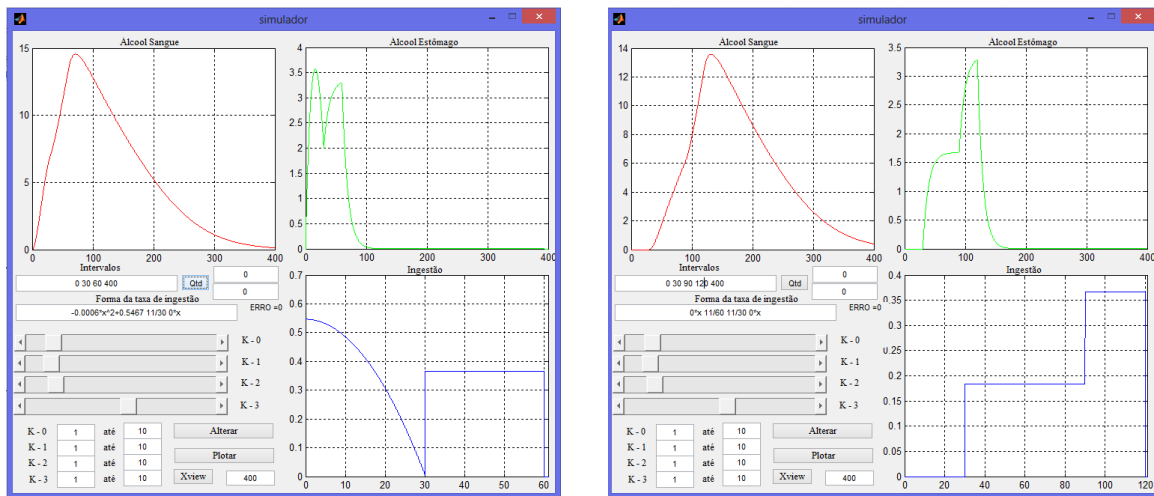 simulador
Alcool Sangue
15
10
5
0
0 100 200 300 400
Alcool Estômago
4
3.5
3
2.5
2
1.5
1
0.5
0
0 100 200 300 400
Intervalos
0 30 60 400
Qtd
0
0
Forma da taxa de ingestão
ERRO =0
-0.0006*x^2+0.5467 11/30 0*x
K - 0
K - 1
K - 2
K - 3
K - 0 1 até 10 Alterar
K - 1 1 até 10
K - 2 1 até 10 Plotar
K - 3 1 até 10 Xview 400
Ingestão
0.7
0.6
0.5
0.4
0.3
0.2
0.1
0
0 10 20 30 40 50 60
simulador
Alcool Sangue
14
12
10
8
6
4
2
0
0 100 200 300 400
Alcool Estômago
3.5
3
2.5
2
1.5
1
0.5
0
0 100 200 300 400
Intervalos
0 30 90 120 400
Qtd
0
0
Forma da taxa de ingestão
ERRO =0
0*x 11/60 11/30 0*x
K - 0
K - 1
K - 2
K - 3
K - 0 1 até 10 Alterar
K - 1 1 até 10
K - 2 1 até 10 Plotar
K - 3 1 até 10 Xview 400
Ingestão
0.4
0.35
0.3
0.25
0.2
0.15
0.1
0.05
0
0 20 40 60 80 100 120